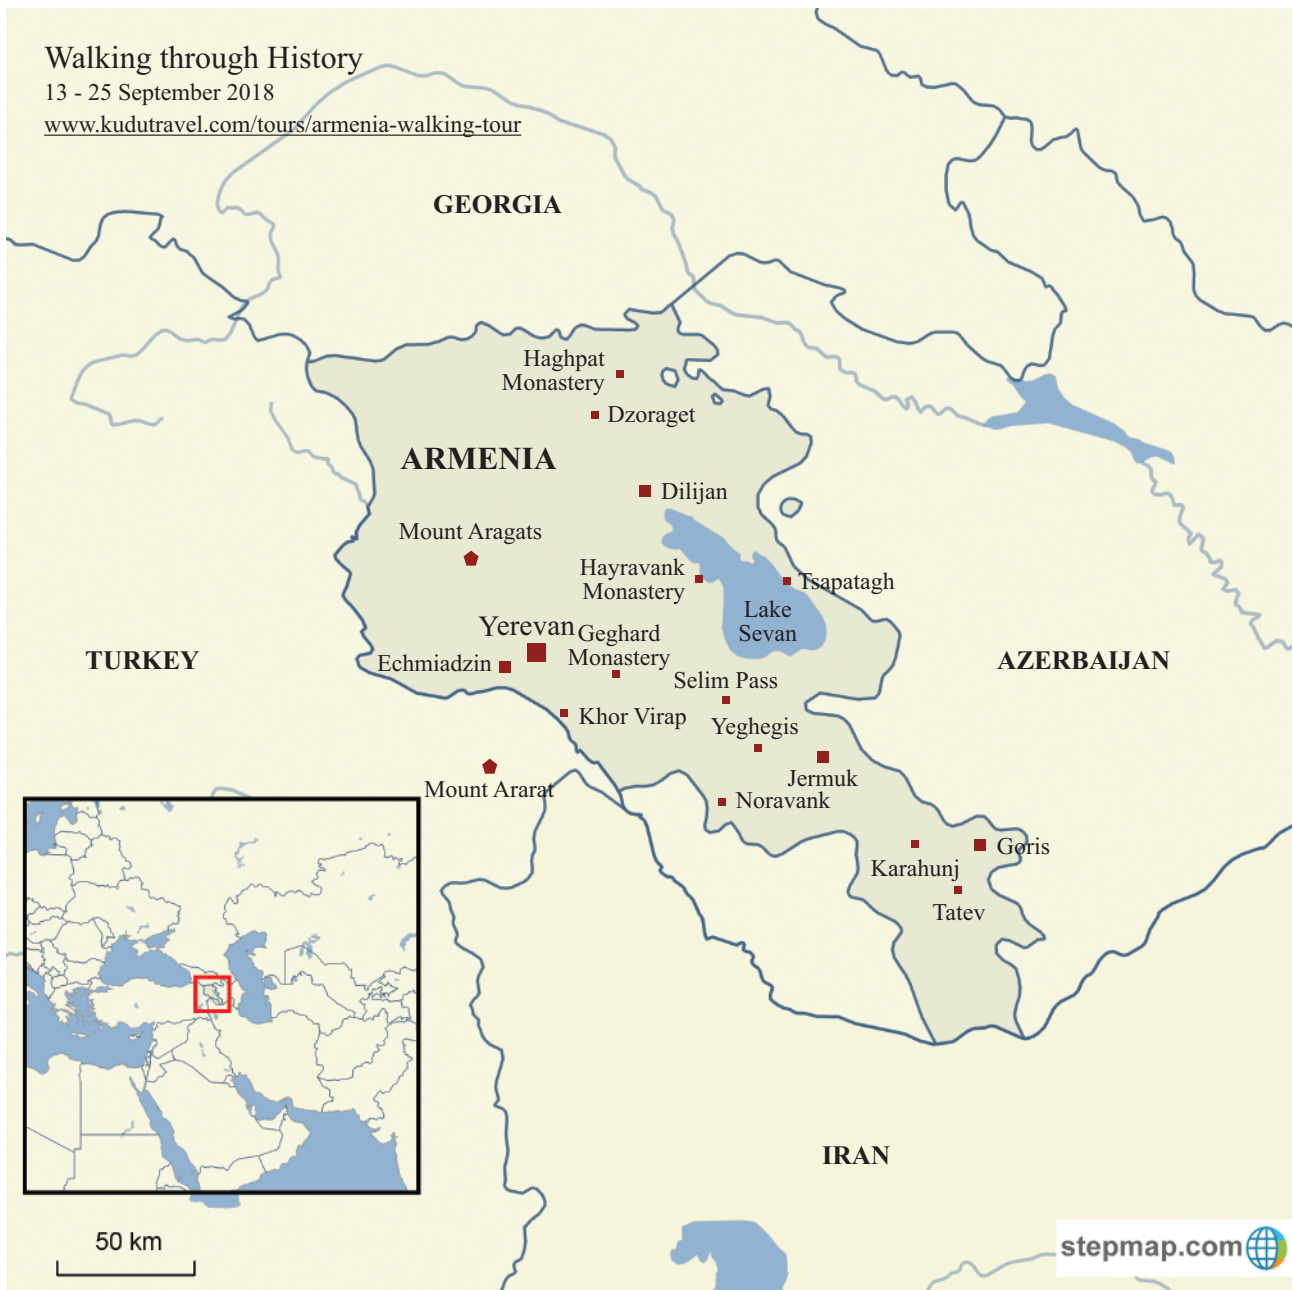 Walking through History
13 - 25 September 2018
www.kudutravel.com/tours/armenia-walking-tour
GEORGIA
Haghpat
Monastery
Dzoraget
ARMENIA
Dilijan
Mount Aragats
Hayravank
Monastery
Tsapatagh
Lake
Sevan
Yerevan
Geghard
Monastery
Echmiadzin
TURKEY
AZERBAIJAN
Selim Pass
Khor Virap
Yeghegis
Jermuk
Mount Ararat
Noravank
Goris
Karahunj
Tatev
IRAN
50 km
stepmap.com